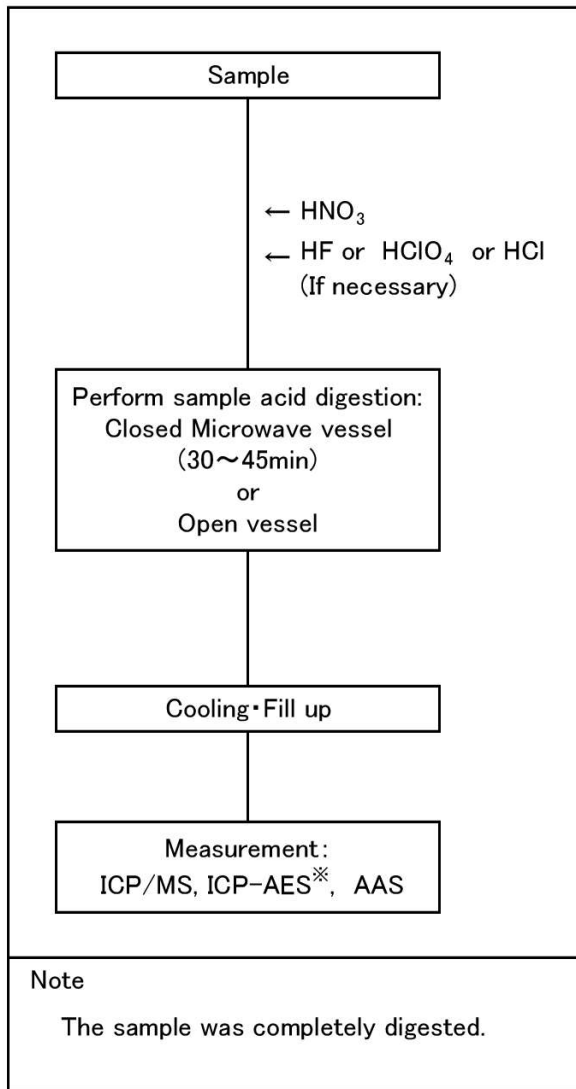 Sample
← HNO₃
← HF or HClO₄ or HCl
(If necessary)
Perform sample acid digestion:
Closed Microwave vessel
(30～45min)
or
Open vessel
Cooling・Fill up
Measurement:
ICP/MS, ICP-AES※, AAS
Note
The sample was completely digested.